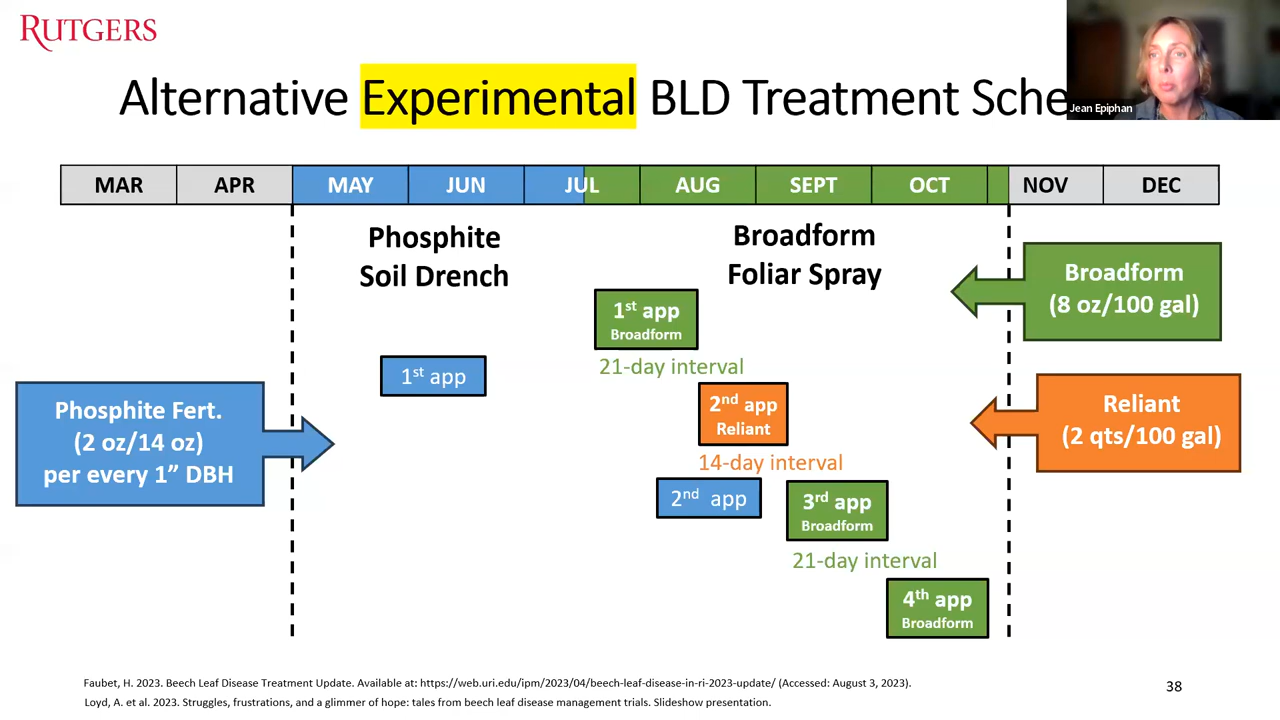 RUTGERS
Alternative Experimental BLD Treatment Sche
Jean Epiphan
MAR APR MAY JUN JUL AUG SEPT OCT NOV DEC
Phosphite
Soil Drench
Broadform
Foliar Spray
Broadform
(8 oz/100 gal)
1st app
Broadform
21-day interval
1st app
2nd app
Reliant
14-day interval
Reliant
(2 qts/100 gal)
Phosphite Fert.
(2 oz/14 oz)
per every 1” DBH
2nd app
3rd app
Broadform
21-day interval
4th app
Broadform
Faubet, H. 2023. Beech Leaf Disease Treatment Update. Available at: https://web.uri.edu/ipm/2023/04/beech-leaf-disease-in-ri-2023-update/ (Accessed: August 3, 2023).
Loyd, A. et al. 2023. Struggles, frustrations, and a glimmer of hope: tales from beech leaf disease management trials. Slideshow presentation.
38